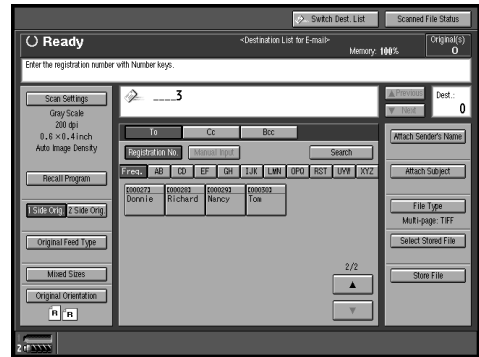 Switch Dest. List
Scanned File Status
Ready
<Destination List for E-mail>
Memory: 100%
Original(s)
0
Enter the registration number with Number keys.
Scan Settings
Gray Scale
200 dpi
0.6 ×0.4inch
Auto Image Density
Recall Program
1 Side Orig. 2 Side Orig.
Original Feed Type
Mixed Sizes
Original Orientation
R R
____3
▲Previous
▼ Next
Dest.:
0
To Cc Bcc
Registration No. Manual Input Search
Freq. AB CD EF GH IJK LMN OPQ RST UVW XYZ
[00027] [00028] [00029] [00030]
Donnie Richard Nancy Tom
2/2
▲
▼
Attach Sender's Name
Attach Subject
File Type
Multi-page: TIFF
Select Stored File
Store File
2